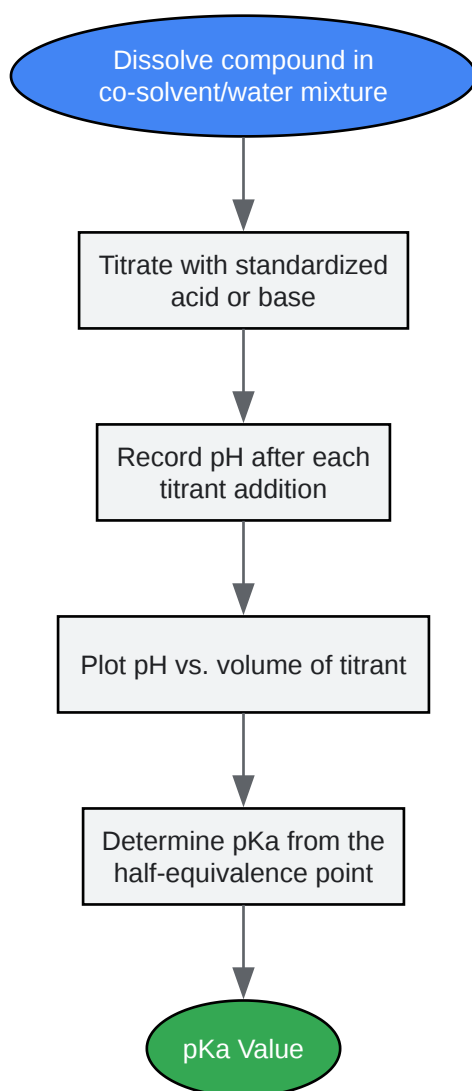 Dissolve compound in
co-solvent/water mixture
Titrate with standardized
acid or base
Record pH after each
titrant addition
Plot pH vs. volume of titrant
Determine pKa from the
half-equivalence point
pKa Value